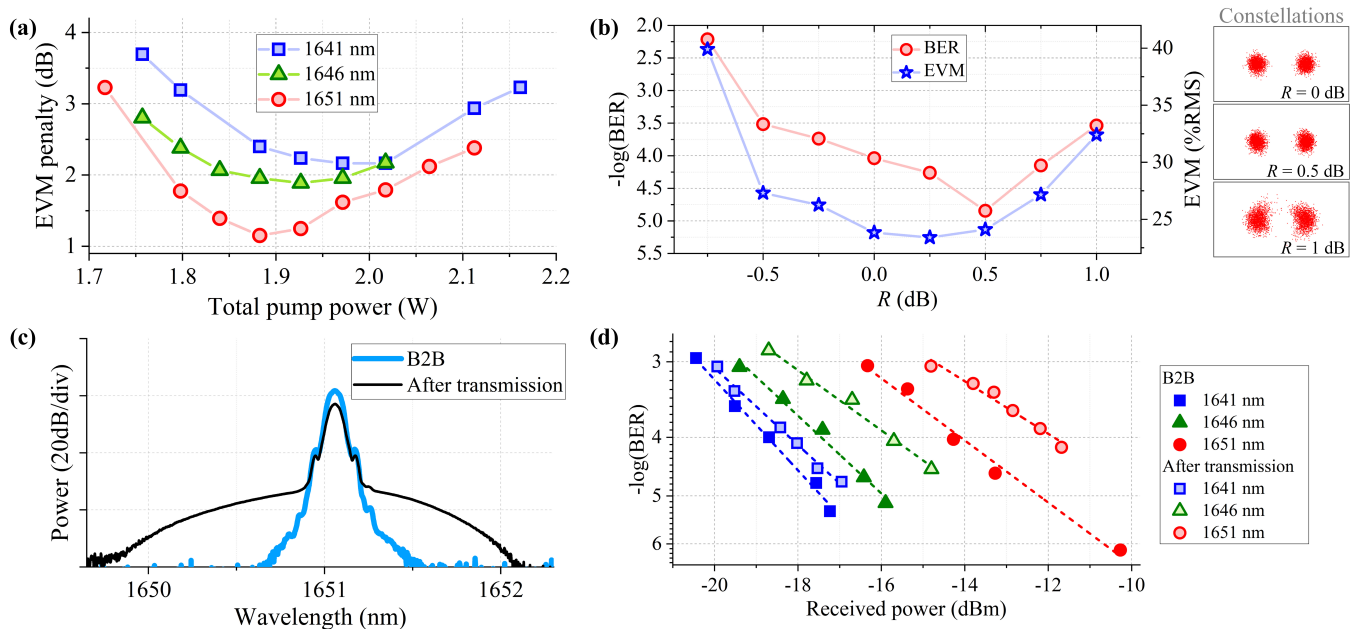 (a)
EVM penalty (dB)
4
3
2
1
1641 nm
1646 nm
1651 nm
1.7 1.8 1.9 2.0 2.1 2.2
Total pump power (W)
(b)
-log(BER)
2.0
2.5
3.0
3.5
4.0
4.5
5.0
5.5
BER
EVM
-0.5 0.0 0.5 1.0
R (dB)
40
35
30
25
EVM (%RMS)
Constellations
R = 0 dB
R = 0.5 dB
R = 1 dB
(c)
Power (20dB/div)
B2B
After transmission
1650 1651 1652
Wavelength (nm)
(d)
-log(BER)
3
4
5
6
-20 -18 -16 -14 -12 -10
Received power (dBm)
B2B
1641 nm
1646 nm
1651 nm
After transmission
1641 nm
1646 nm
1651 nm